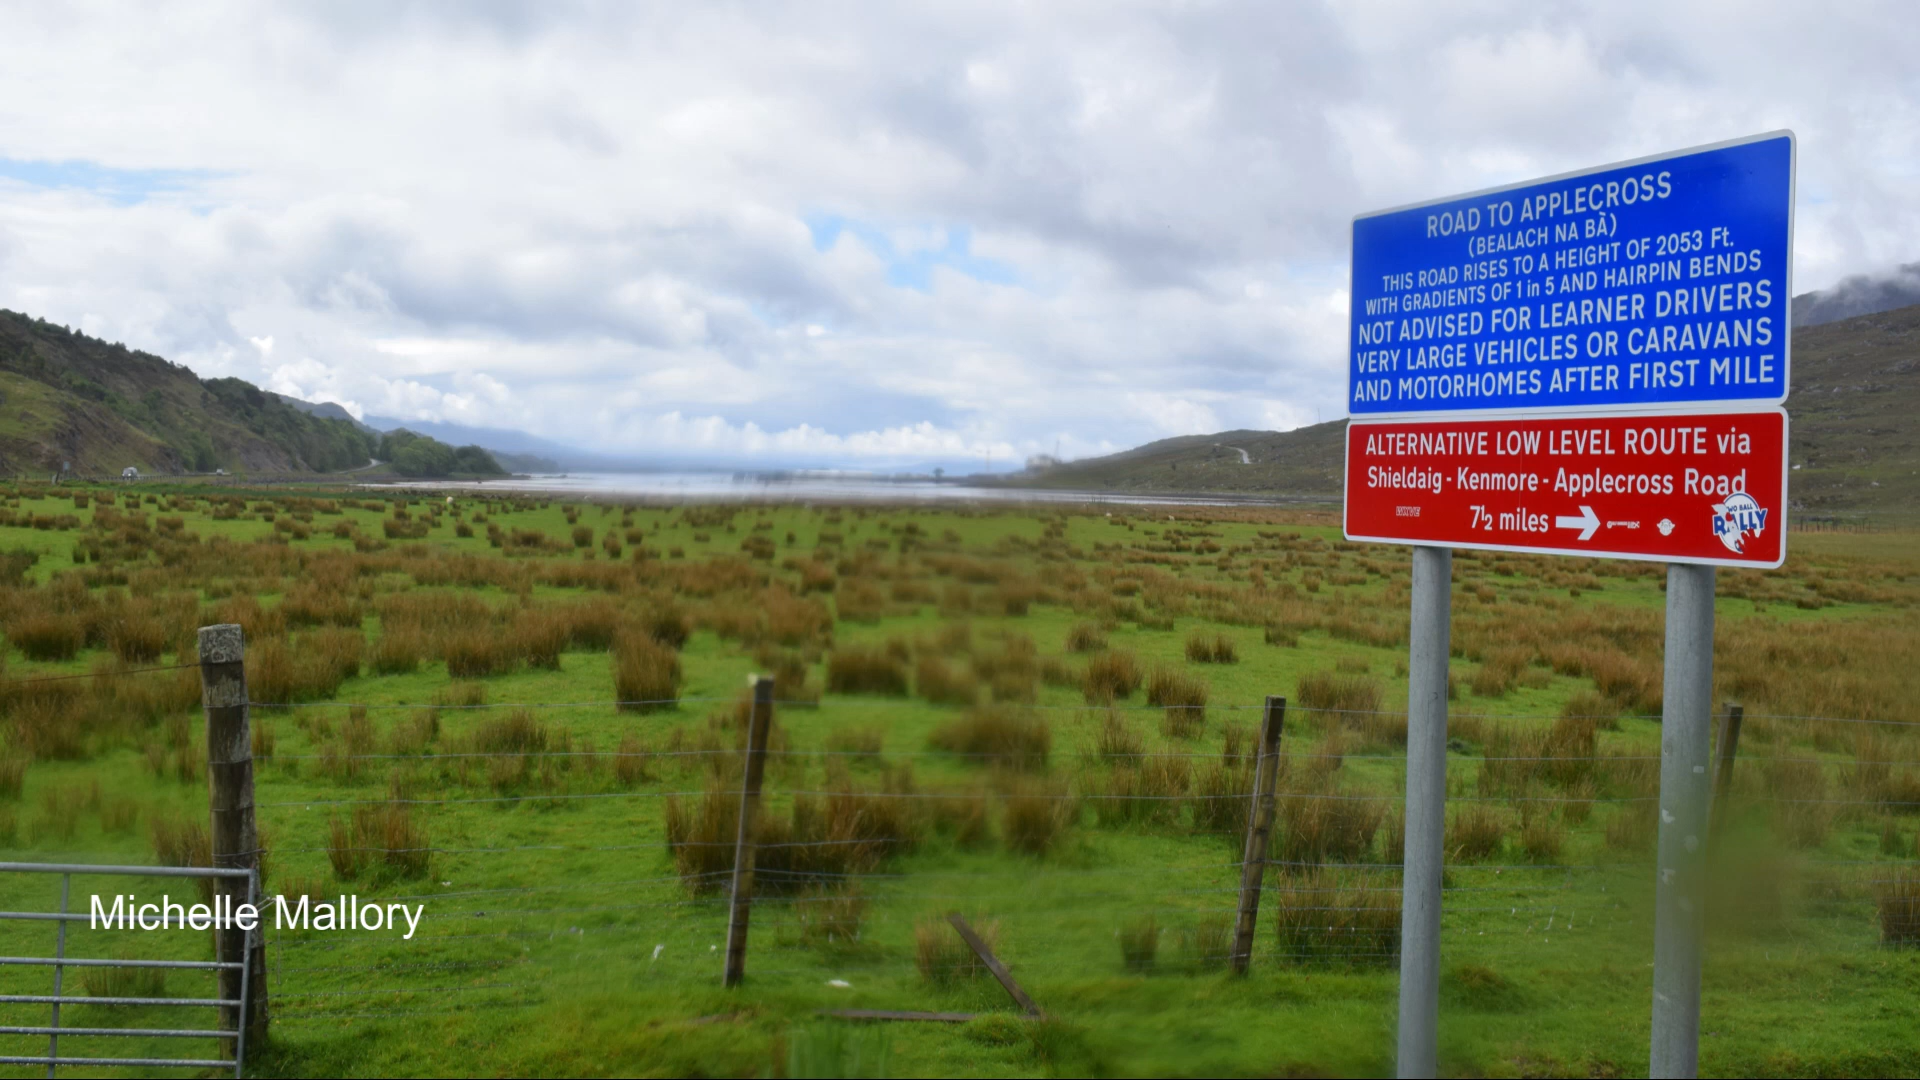 ROAD TO APPLECROSS
(BEALACH NA BÀ)
THIS ROAD RISES TO A HEIGHT OF 2053 Ft.
WITH GRADIENTS OF 1 in 5 AND HAIRPIN BENDS
NOT ADVISED FOR LEARNER DRIVERS
VERY LARGE VEHICLES OR CARAVANS
AND MOTORHOMES AFTER FIRST MILE
ALTERNATIVE LOW LEVEL ROUTE via
Shieldaig - Kenmore - Applecross Road
7½ miles
BALL
RALLY
Michelle Mallory